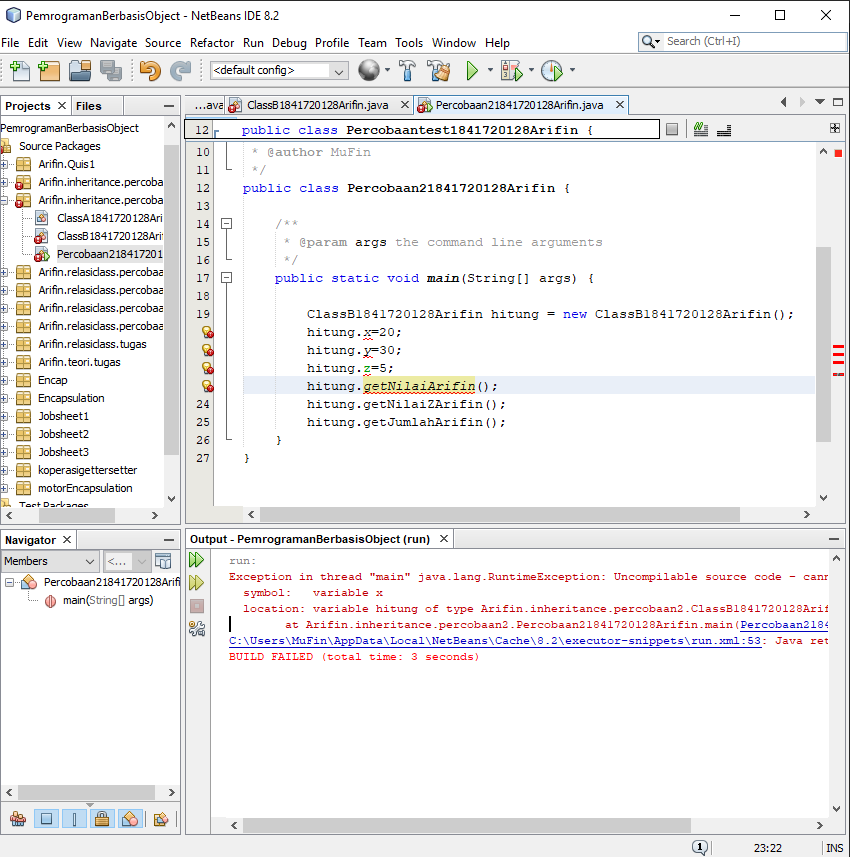 PemrogramanBerbasisObject - NetBeans IDE 8.2
File Edit View Navigate Source Refactor Run Debug Profile Team Tools Window Help
Search (Ctrl+I)
<default config>
Projects
Files
PemrogramanBerbasisObject
Source Packages
Arifin.Quis1
Arifin.inheritance.percoba
Arifin.inheritance.percoba
ClassA1841720128Ari
ClassB1841720128Ari
Percobaan218417201
Arifin.relasiclass.percobaa
Arifin.relasiclass.percobaa
Arifin.relasiclass.percobaa
Arifin.relasiclass.percobaa
Arifin.relasiclass.tugas
Arifin.teori.tugas
Encap
Encapsulation
Jobsheet1
Jobsheet2
Jobsheet3
koperasigettersetter
motorEncapsulation
Test Packages
...ava
ClassB1841720128Arifin.java
Percobaan21841720128Arifin.java
12 public class Percobaantest1841720128Arifin {
10 * @author MuFin
11 */
12 public class Percobaan21841720128Arifin {
13
14 /**
15 * @param args the command line arguments
16 */
17 public static void main(String[] args) {
18
19 ClassB1841720128Arifin hitung = new ClassB1841720128Arifin();
hitung.x=20;
hitung.y=30;
hitung.z=5;
hitung.getNilaiArifin();
24 hitung.getNilaiZArifin();
25 hitung.getJumlahArifin();
26 }
27 }
Navigator
Members
<...
Percobaan21841720128Arifi
main(String[] args)
Output - PemrogramanBerbasisObject (run)
run:
Exception in thread "main" java.lang.RuntimeException: Uncompilable source code - cann
symbol: variable x
location: variable hitung of type Arifin.inheritance.percobaan2.ClassB1841720128Arif
at Arifin.inheritance.percobaan2.Percobaan21841720128Arifin.main(Percobaan2184
C:\Users\MuFin\AppData\Local\NetBeans\Cache\8.2\executor-snippets\run.xml:53: Java ret
BUILD FAILED (total time: 3 seconds)
1
23:22
INS